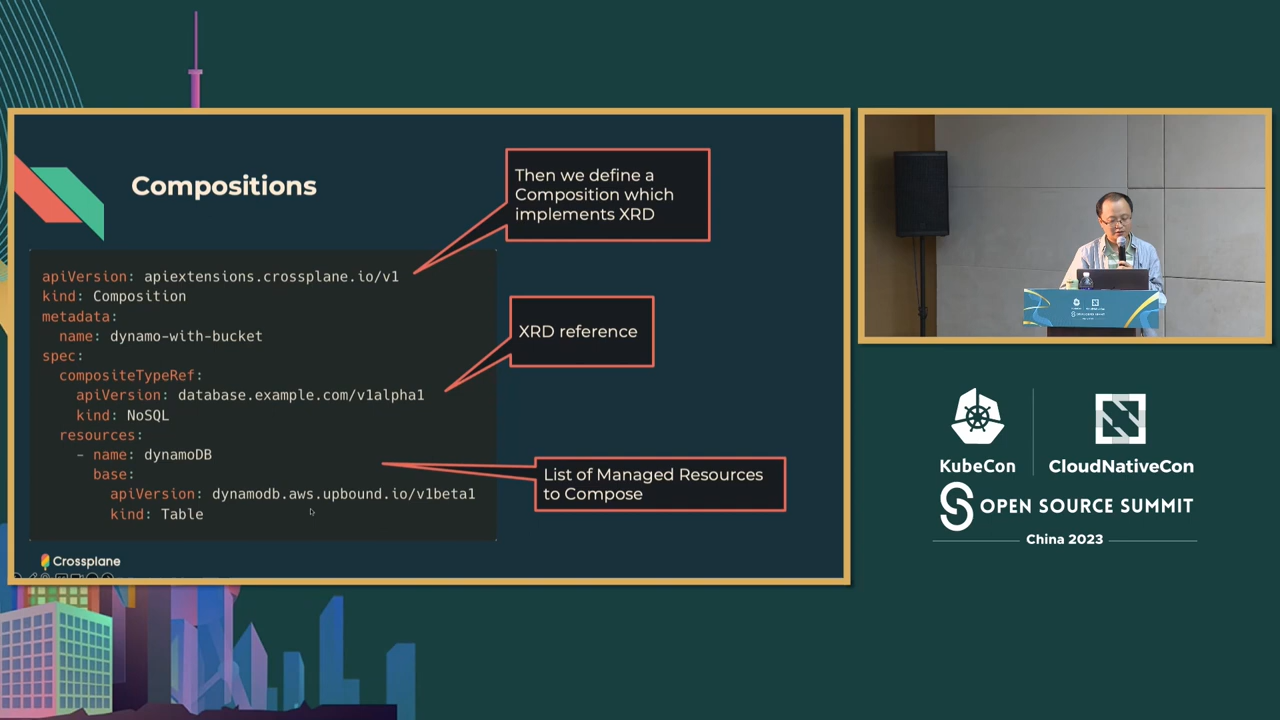 Compositions
Then we define a
Composition which
implements XRD
apiVersion: apiextensions.crossplane.io/v1
kind: Composition
metadata:
name: dynamo-with-bucket
spec:
compositeTypeRef:
apiVersion: database.example.com/v1alpha1
kind: NoSQL
resources:
- name: dynamoDB
base:
apiVersion: dynamodb.aws.upbound.io/v1beta1
kind: Table
XRD reference
List of Managed Resources
to Compose
Crossplane
KubeCon
CloudNativeCon
OPEN SOURCE SUMMIT
China 2023